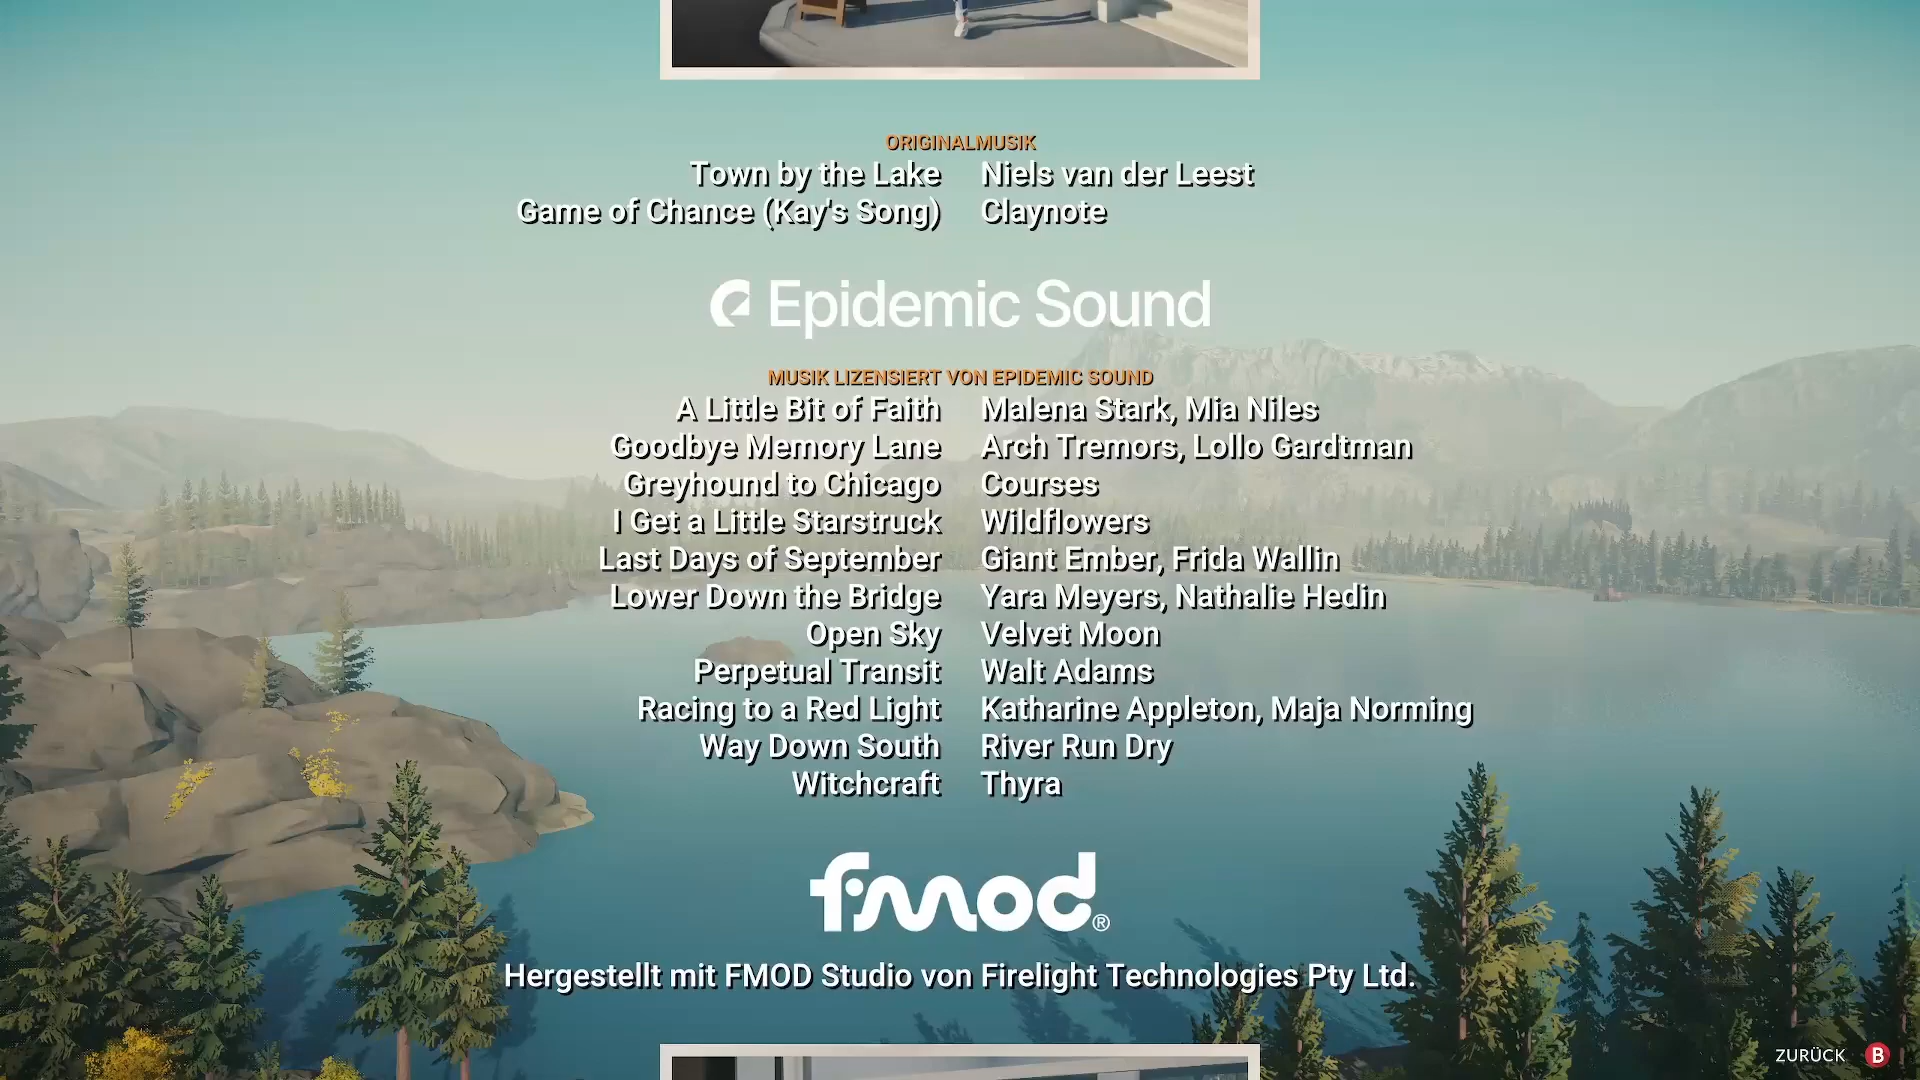 ORIGINALMUSIK
Town by the Lake Niels van der Leest
Game of Chance (Kay's Song) Claynote
Epidemic Sound
MUSIK LIZENSIERT VON EPIDEMIC SOUND
A Little Bit of Faith Malena Stark, Mia Niles
Goodbye Memory Lane Arch Tremors, Lollo Gardtman
Greyhound to Chicago Courses
I Get a Little Starstruck Wildflowers
Last Days of September Giant Ember, Frida Wallin
Lower Down the Bridge Yara Meyers, Nathalie Hedin
Open Sky Velvet Moon
Perpetual Transit Walt Adams
Racing to a Red Light Katharine Appleton, Maja Norming
Way Down South River Run Dry
Witchcraft Thyra
fmod®
Hergestellt mit FMOD Studio von Firelight Technologies Pty Ltd.
ZURÜCK B